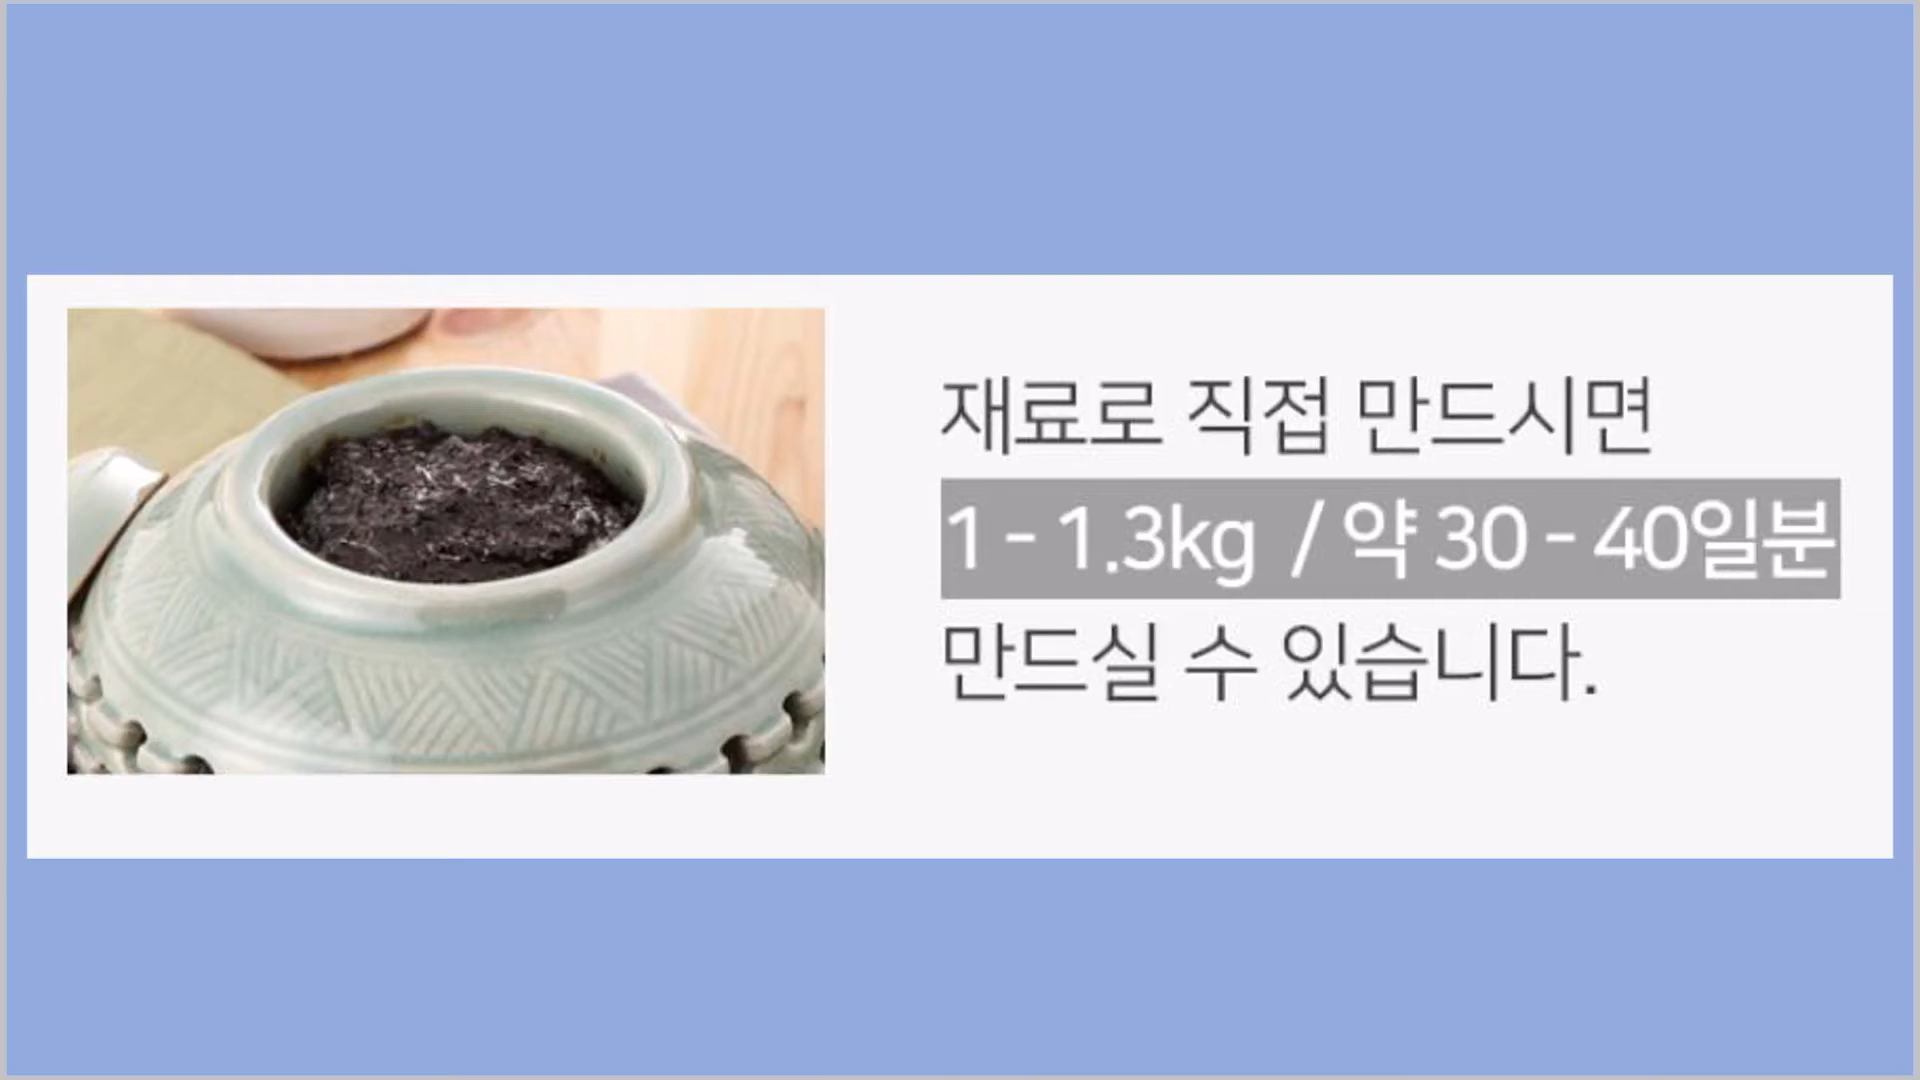 재료로 직접 만드시면
1 - 1.3kg / 약 30 - 40일분
만드실 수 있습니다.